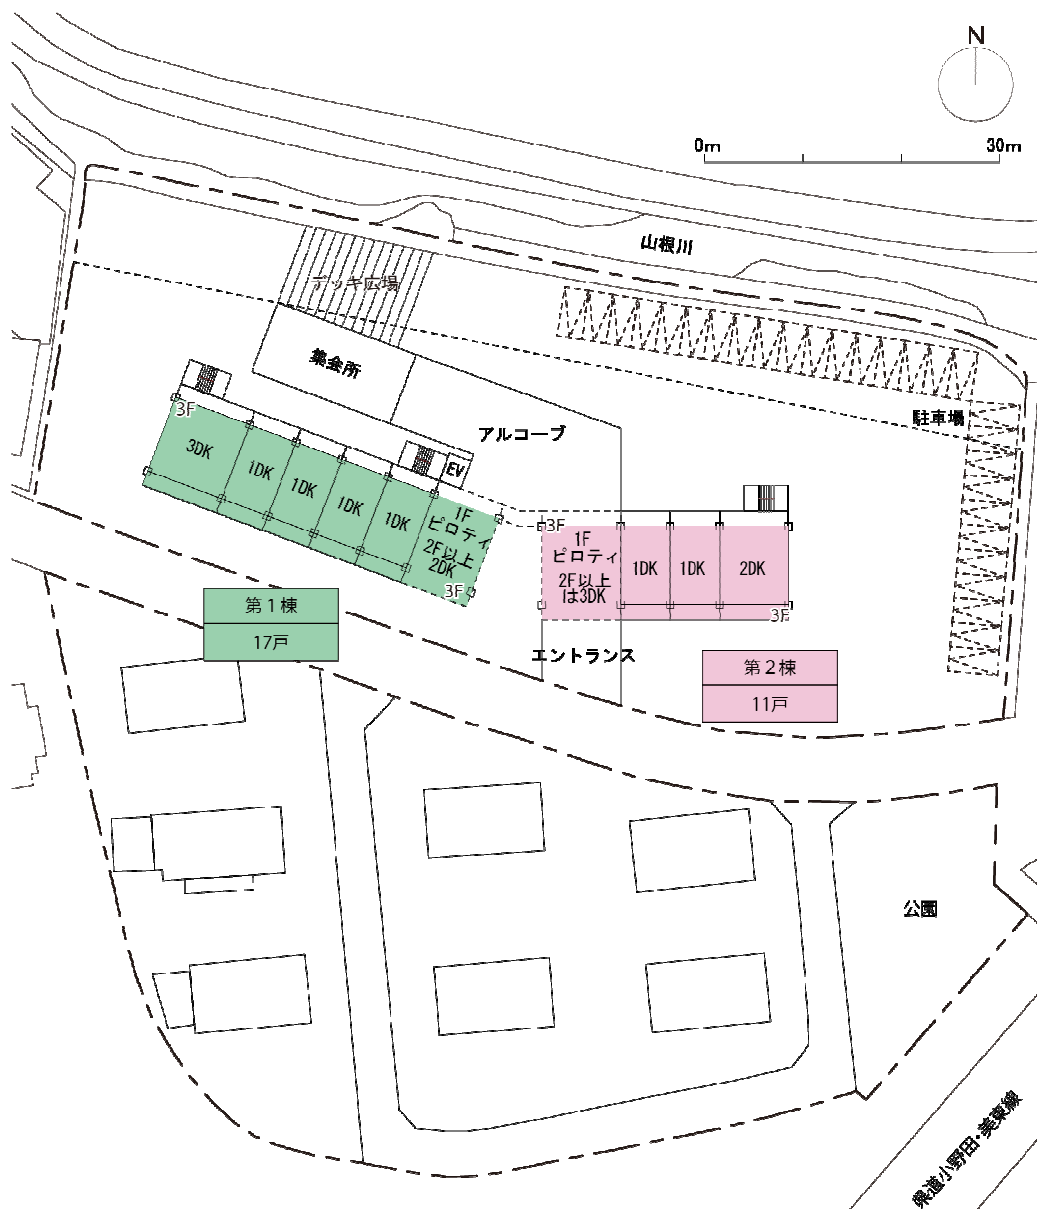 N
0m
30m
山根川
デッキ広場
集会所
駐車場
3F
アルコーブ
3DK
1DK
1DK
1DK
1DK
EV
1F
ピロティ
2F以上
2DK
3F
3F
1F
ピロティ
2F以上
は3DK
1DK
1DK
2DK
3F
第1棟
17戸
エントランス
第2棟
11戸
公園
県道小野田・美東線